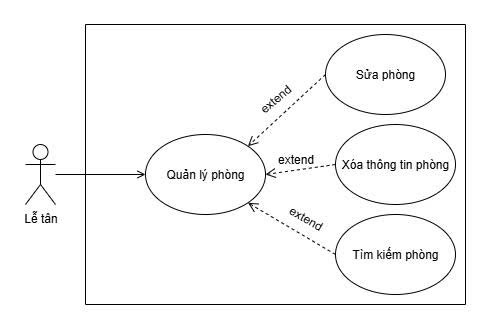 Sửa phòng
extend
extend
Xóa thông tin phòng
Quản lý phòng
Lễ tân
extend
Tìm kiếm phòng